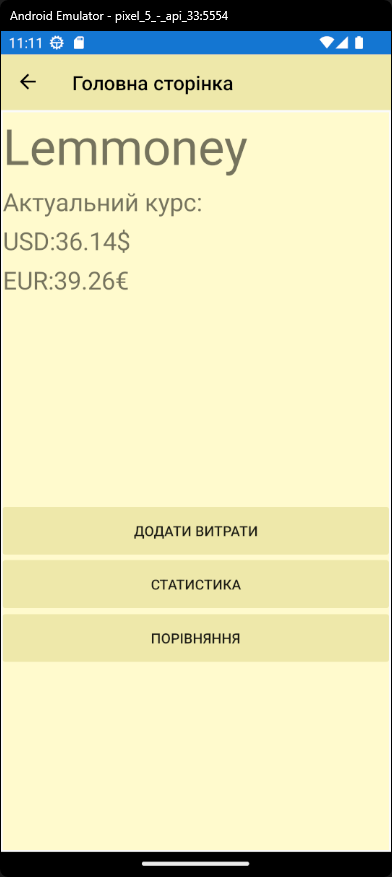 Android Emulator - pixel_5_-_api_33:5554
11:11
Головна сторінка
Lemmoney
Актуальний курс:
USD:36.14$
EUR:39.26€
ДОДАТИ ВИТРАТИ
СТАТИСТИКА
ПОРІВНЯННЯ